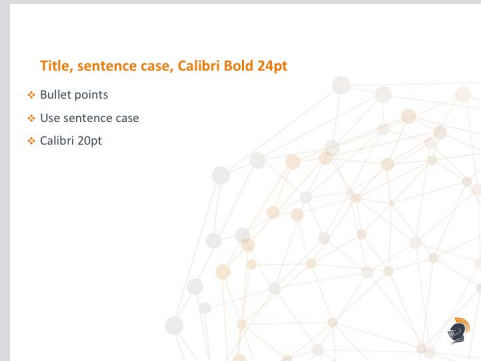 Title, sentence case, Calibri Bold 24pt
Bullet points
Use sentence case
Calibri 20pt